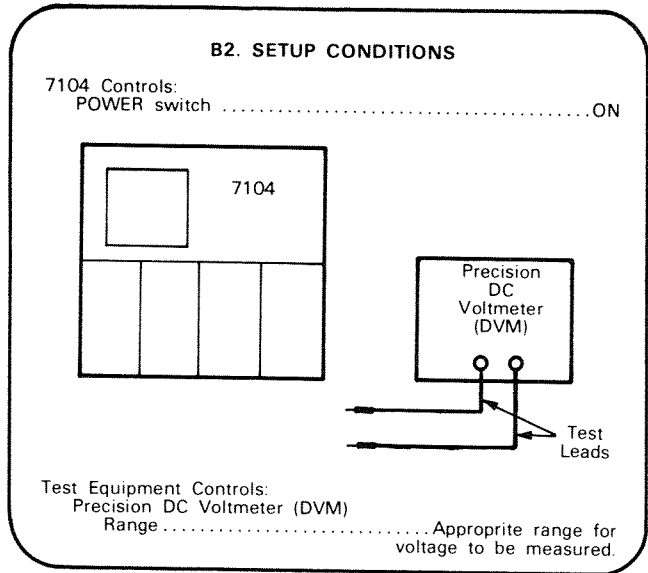 B2. SETUP CONDITIONS
7104 Controls:
POWER switch ........................................ON
7104
Precision
DC
Voltmeter
(DVM)
Test
Leads
Test Equipment Controls:
Precision DC Voltmeter (DVM)
Range.............................Approprite range for
voltage to be measured.